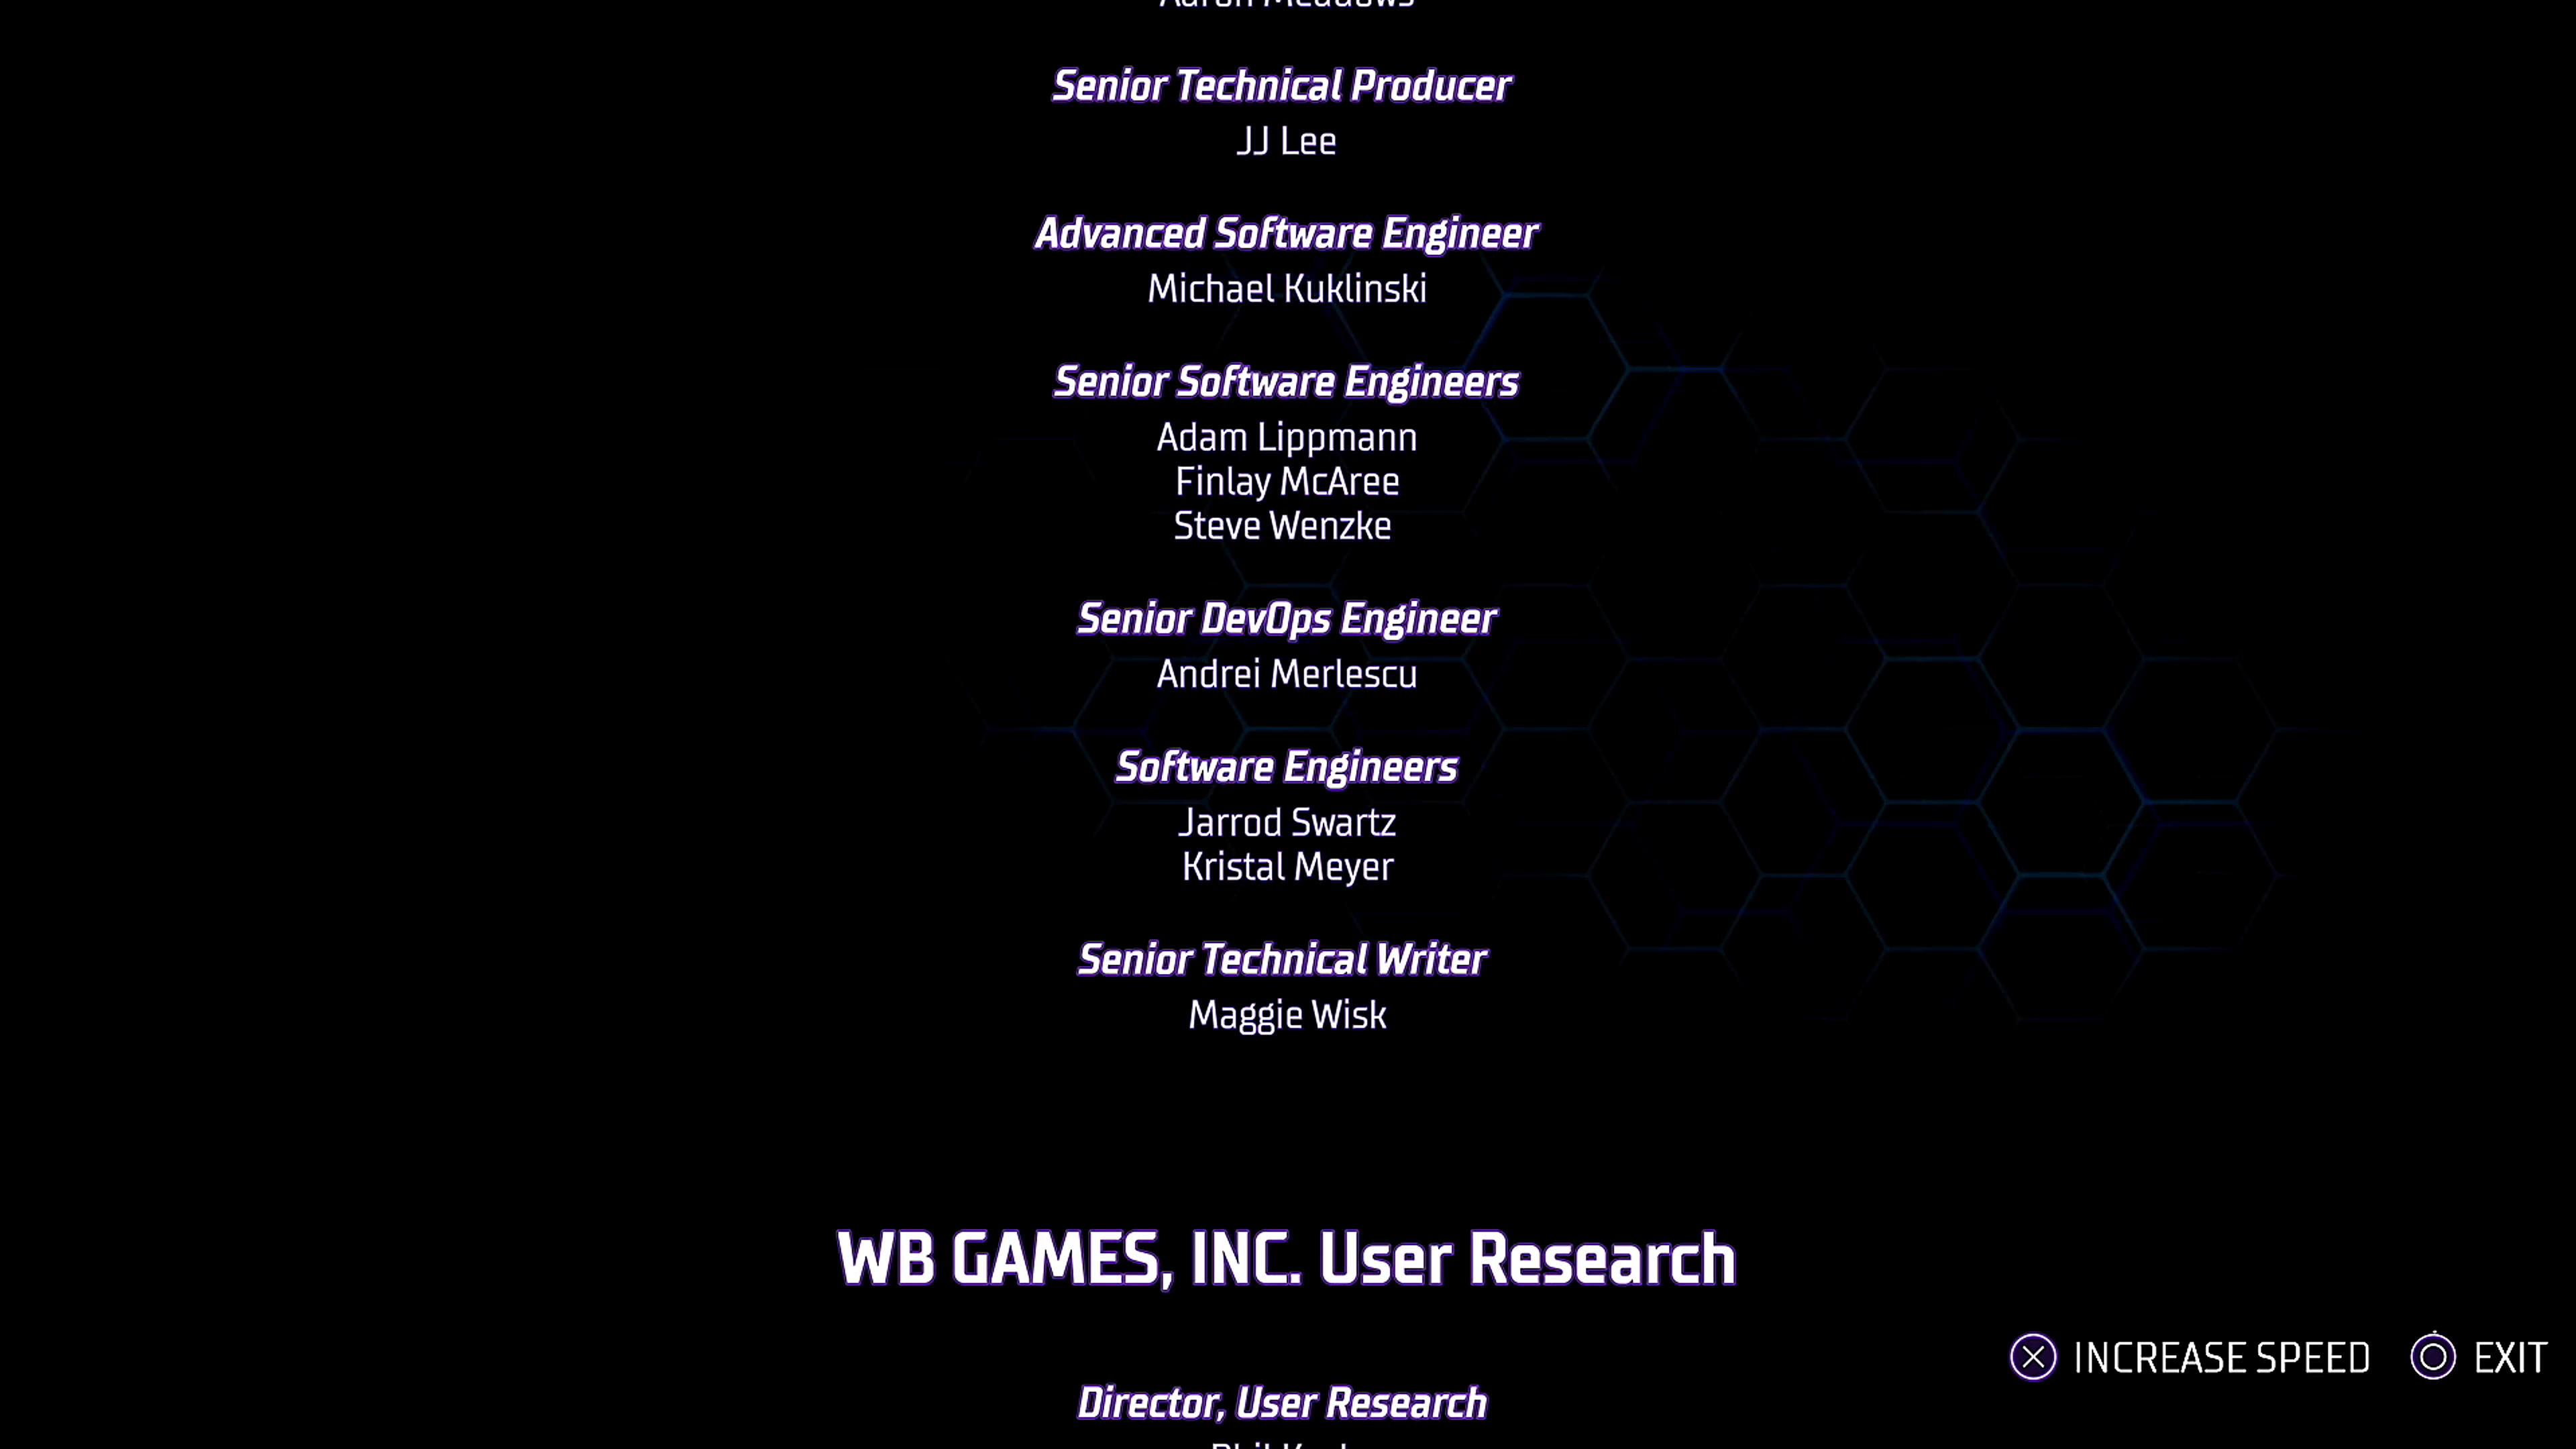 Aaron Meadows
Senior Technical Producer
JJ Lee
Advanced Software Engineer
Michael Kuklinski
Senior Software Engineers
Adam Lippmann
Finlay McAree
Steve Wenzke
Senior DevOps Engineer
Andrei Merlescu
Software Engineers
Jarrod Swartz
Kristal Meyer
Senior Technical Writer
Maggie Wisk
WB GAMES, INC. User Research
INCREASE SPEED EXIT
Director, User Research